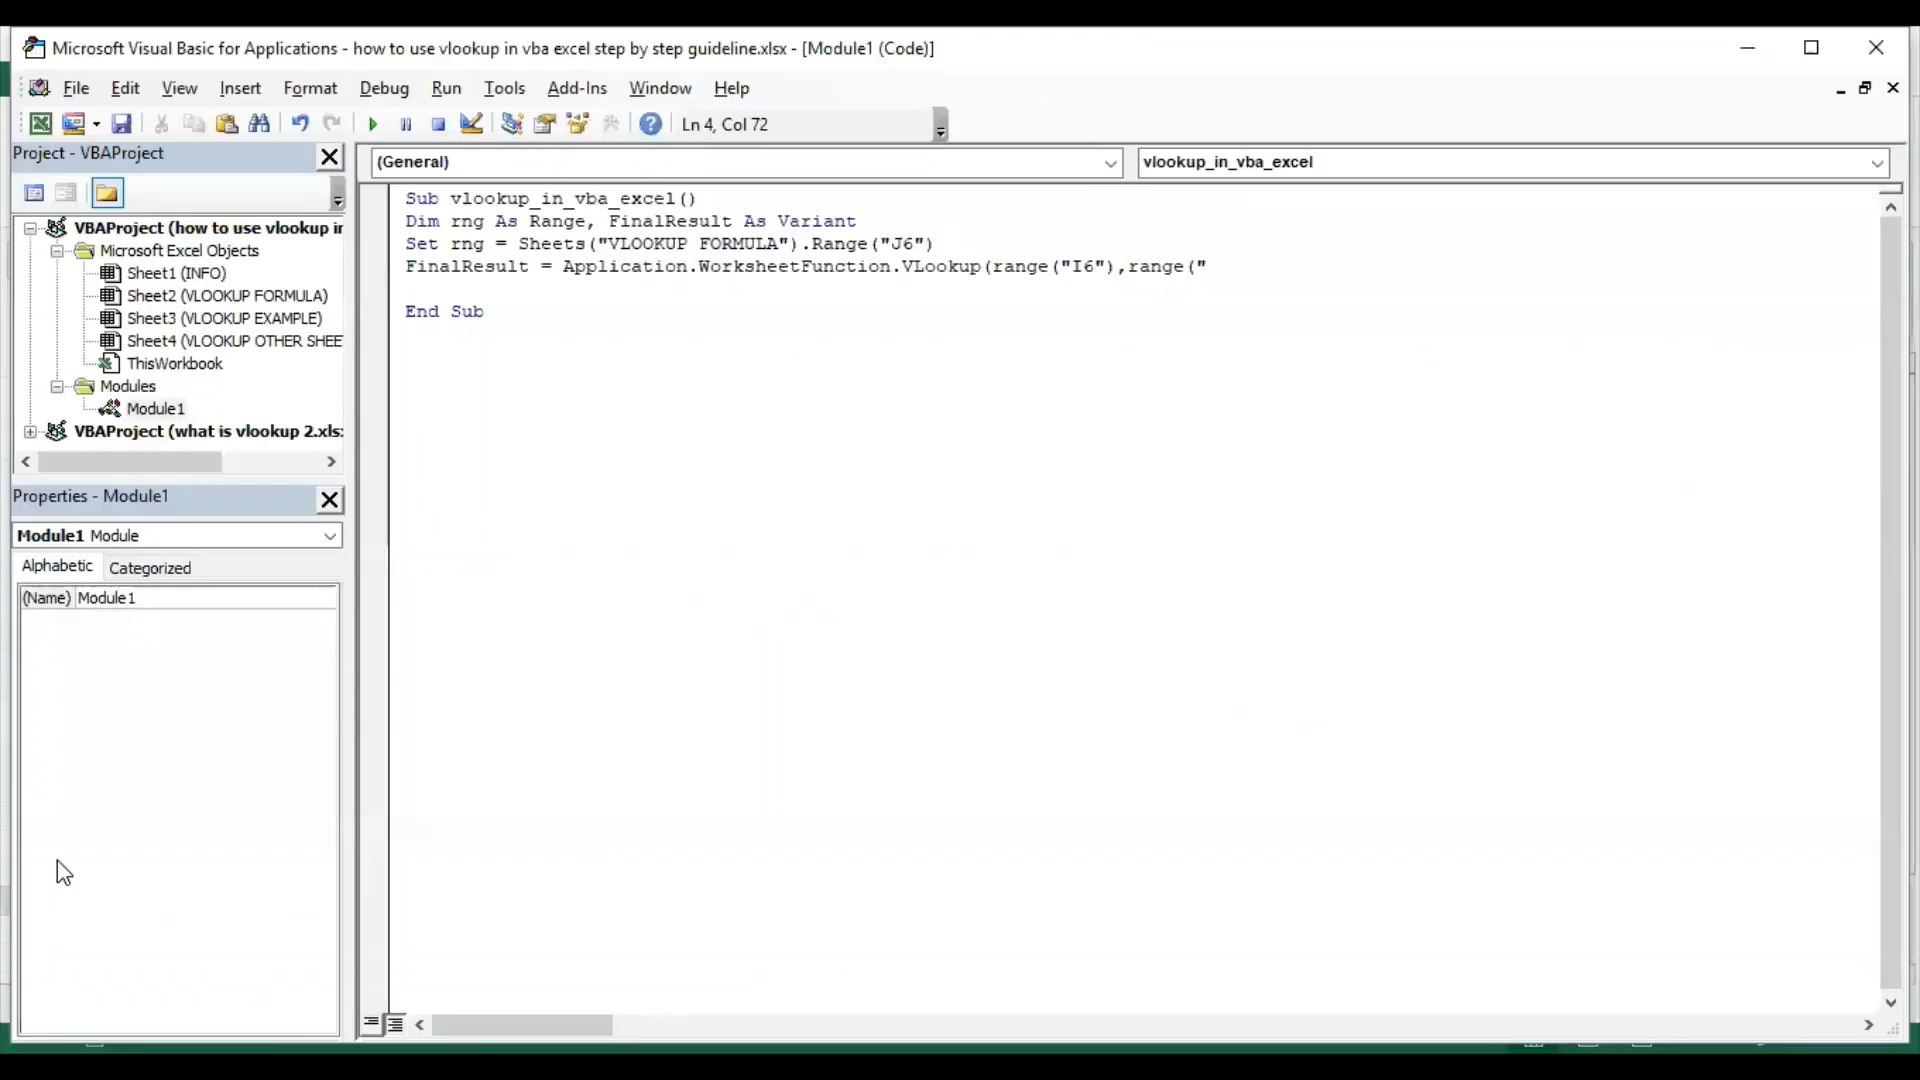 Microsoft Visual Basic for Applications - how to use vlookup in vba excel step by step guideline.xlsx - [Module1 (Code)]
File Edit View Insert Format Debug Run Tools Add-Ins Window Help
Ln 4, Col 72
Project - VBAProject
VBAProject (how to use vlookup in
Microsoft Excel Objects
Sheet1 (INFO)
Sheet2 (VLOOKUP FORMULA)
Sheet3 (VLOOKUP EXAMPLE)
Sheet4 (VLOOKUP OTHER SHEE
ThisWorkbook
Modules
Module1
VBAProject (what is vlookup 2.xls
Properties - Module1
Module1 Module
Alphabetic Categorized
(Name) Module1
(General) vlookup_in_vba_excel
Sub vlookup_in_vba_excel()
Dim rng As Range, FinalResult As Variant
Set rng = Sheets("VLOOKUP FORMULA").Range("J6")
FinalResult = Application.WorksheetFunction.VLookup(range("I6"),range("
End Sub